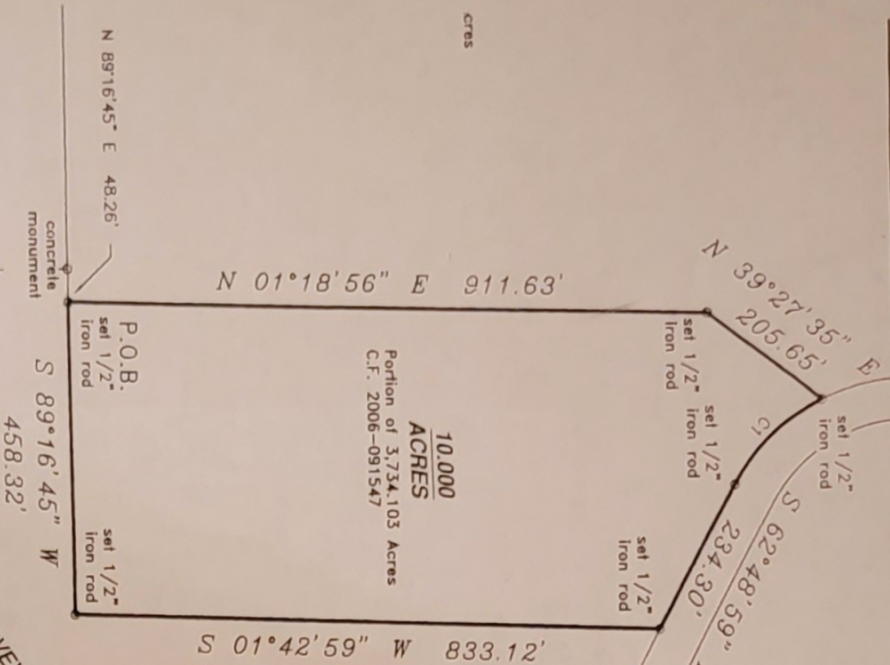 cres
N 89°16'45" E 48.26'
concrete
monument
N 01°18'56" E 911.63'
N 39°27'35" E
205.65'
set 1/2"
iron rod
set 1/2"
iron rod
set 1/2"
iron rod
C1
S 62°48'59"
234.30'
P.O.B.
set 1/2"
iron rod
10.000
ACRES
Portion of 3,734.103 Acres
C.F. 2006-091547
set 1/2"
iron rod
set 1/2"
iron rod
S 89°16'45" W
458.32'
S 01°42'59" W 833.12'